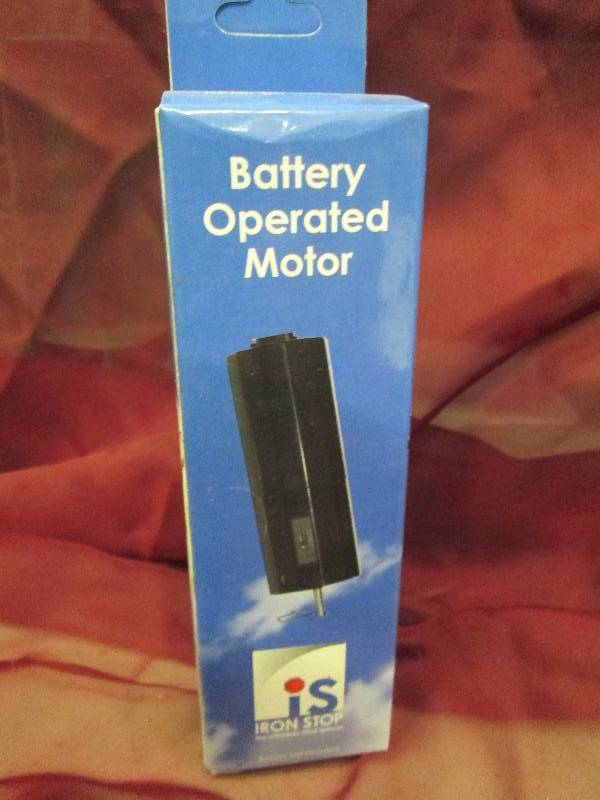 Battery
Operated
Motor
is
IRON STOP